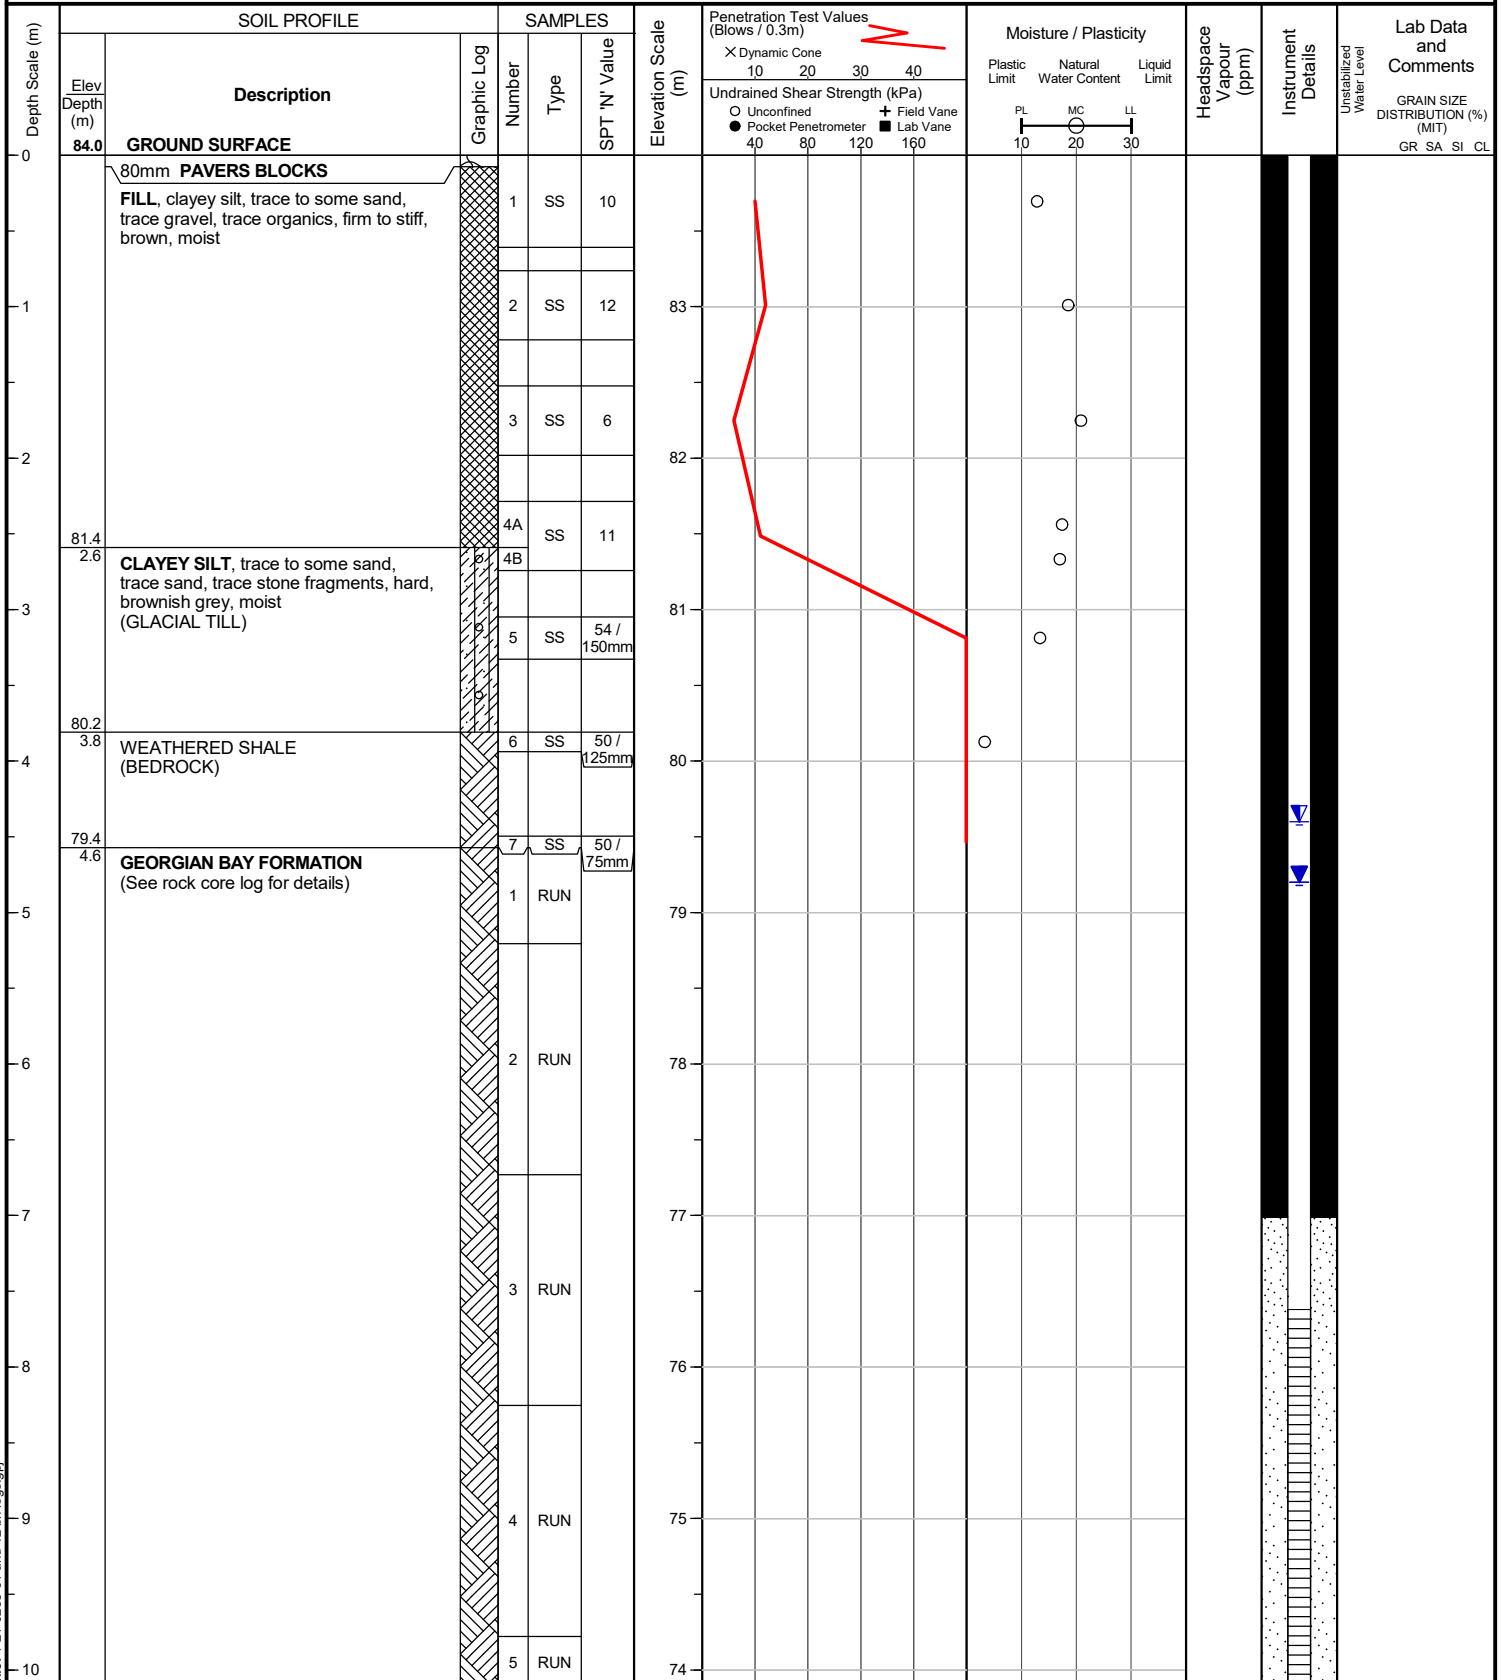 SOIL PROFILE
SAMPLES
Depth Scale (m)
Elev
Depth
(m)
84.0
Description
GROUND SURFACE
Graphic Log
Number
Type
SPT 'N' Value
Elevation Scale
(m)
Penetration Test Values
(Blows / 0.3m)
X Dynamic Cone
10 20 30 40
Undrained Shear Strength (kPa)
Unconfined
Field Vane
Pocket Penetrometer
Lab Vane
40 80 120 160
Moisture / Plasticity
Plastic
Limit
Natural
Water Content
Liquid
Limit
PL MC LL
10 20 30
Headspace
Vapour
(ppm)
Instrument
Details
Unstabilized
Water Level
Lab Data
and
Comments
GRAIN SIZE
DISTRIBUTION (%)
(MIT)
GR SA SI CL
0
80mm PAVERS BLOCKS
FILL, clayey silt, trace to some sand,
trace gravel, trace organics, firm to stiff,
brown, moist
1 SS 10
1
2 SS 12
83
3 SS 6
2
82
4A
SS 11
4B
81.4
2.6
CLAYEY SILT, trace to some sand,
trace sand, trace stone fragments, hard,
brownish grey, moist
(GLACIAL TILL)
3
81
5 SS 54 /
150mm
80.2
3.8
WEATHERED SHALE
(BEDROCK)
6 SS 50 /
125mm
4
80
79.4
4.6
7 SS 50 /
75mm
GEORGIAN BAY FORMATION
(See rock core log for details)
1 RUN
5
79
2 RUN
6
78
7
77
3 RUN
8
76
4 RUN
9
75
5 RUN
10
74